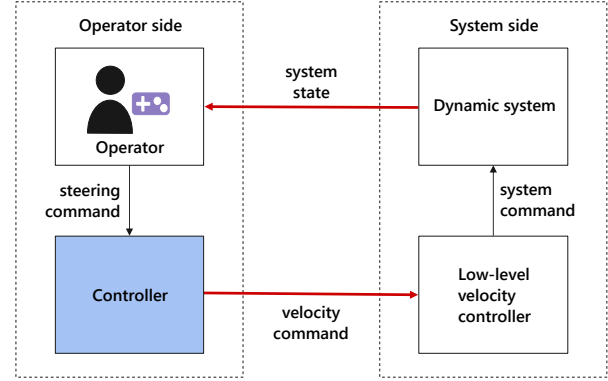 Operator side
System side
system
state
Dynamic system
Operator
steering
command
system
command
Controller
Low-level
velocity
controller
velocity
command